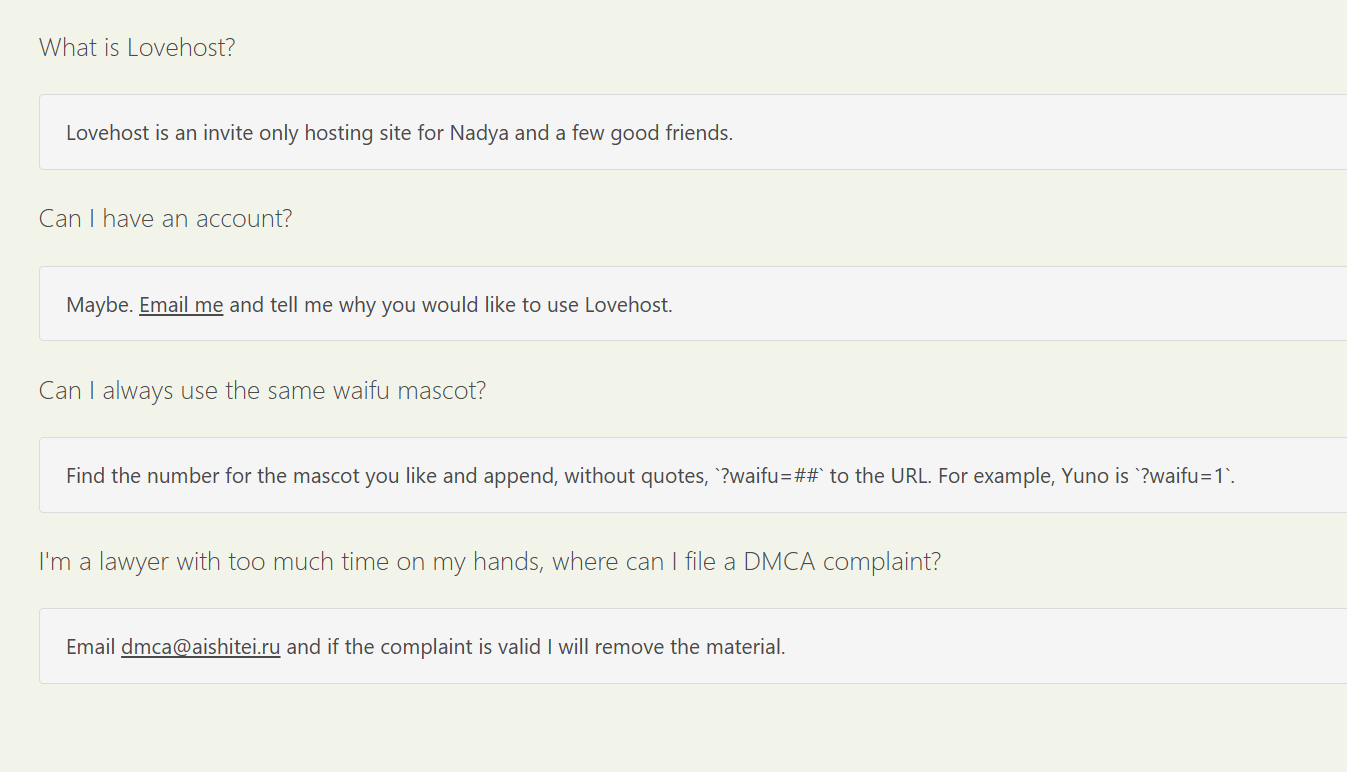 What is Lovehost?
Lovehost is an invite only hosting site for Nadya and a few good friends.
Can I have an account?
Maybe. Email me and tell me why you would like to use Lovehost.
Can I always use the same waifu mascot?
Find the number for the mascot you like and append, without quotes, `?waifu=##` to the URL. For example, Yuno is `?waifu=1`.
I'm a lawyer with too much time on my hands, where can I file a DMCA complaint?
Email dmca@aishitei.ru and if the complaint is valid I will remove the material.